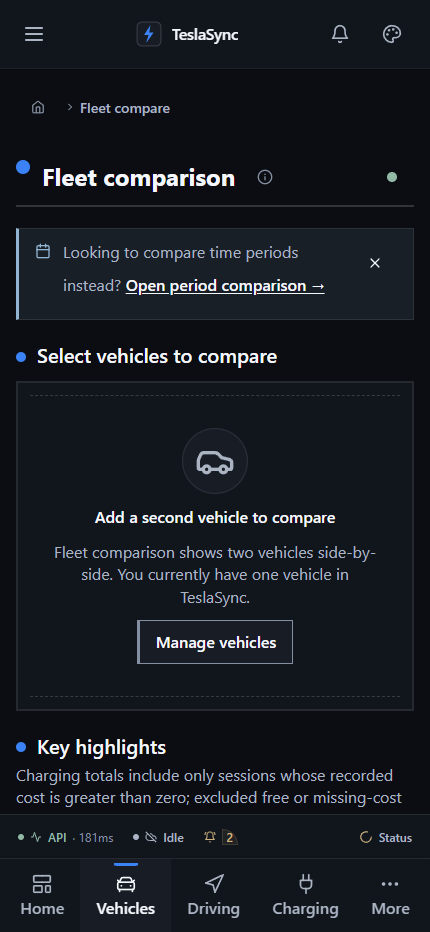 TeslaSync
Fleet compare
Fleet comparison
Looking to compare time periods
instead? Open period comparison →
Select vehicles to compare
Add a second vehicle to compare
Fleet comparison shows two vehicles side-by-
side. You currently have one vehicle in
TeslaSync.
Manage vehicles
Key highlights
Charging totals include only sessions whose recorded
cost is greater than zero; excluded free or missing-cost
API · 181ms Idle 2 Status
Home Vehicles Driving Charging More